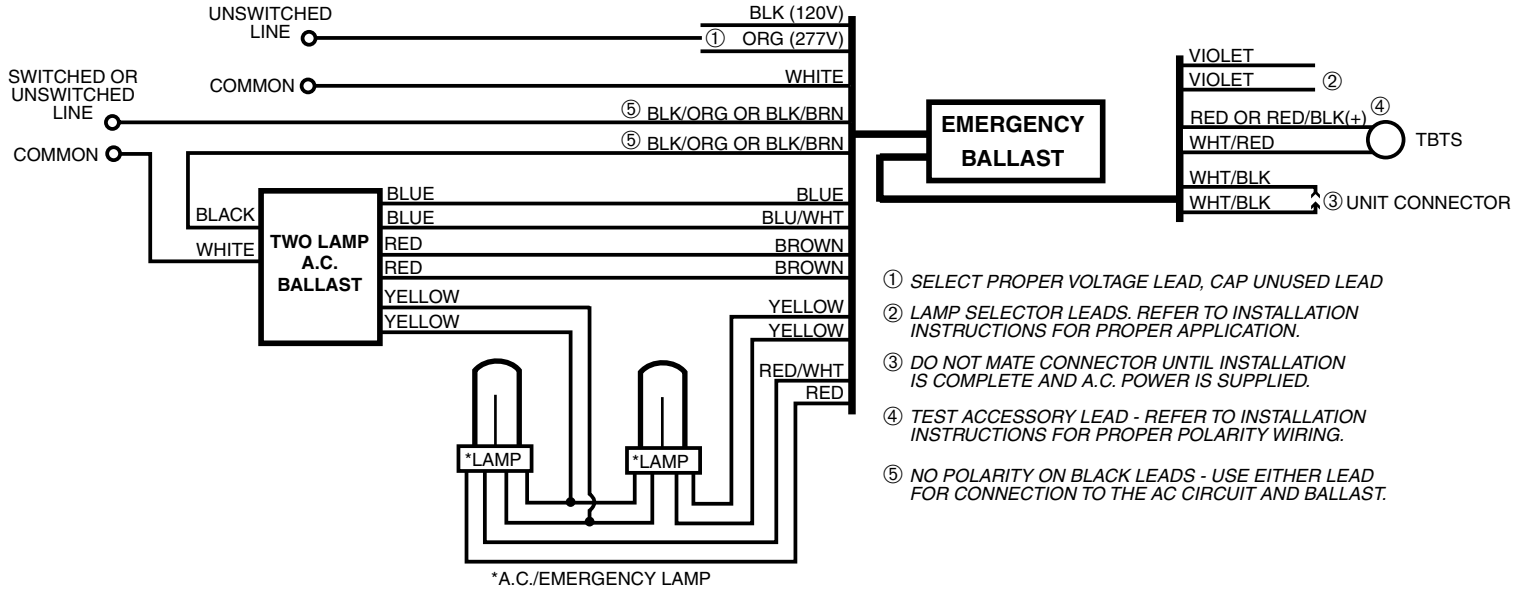 UNSWITCHED
LINE
BLK (120V)
① ORG (277V)
COMMON
WHITE
SWITCHED OR
UNSWITCHED
LINE
⑤ BLK/ORG OR BLK/BRN
COMMON
⑤ BLK/ORG OR BLK/BRN
BLACK
WHITE
TWO LAMP
A.C.
BALLAST
BLUE
BLUE
RED
RED
YELLOW
YELLOW
BLUE
BLU/WHT
BROWN
BROWN
YELLOW
YELLOW
RED/WHT
RED
*LAMP
*LAMP
*A.C./EMERGENCY LAMP
EMERGENCY
BALLAST
VIOLET
VIOLET
②
RED OR RED/BLK(+)
④
WHT/RED
TBTS
WHT/BLK
WHT/BLK
③ UNIT CONNECTOR
① SELECT PROPER VOLTAGE LEAD, CAP UNUSED LEAD
② LAMP SELECTOR LEADS. REFER TO INSTALLATION
INSTRUCTIONS FOR PROPER APPLICATION.
③ DO NOT MATE CONNECTOR UNTIL INSTALLATION
IS COMPLETE AND A.C. POWER IS SUPPLIED.
④ TEST ACCESSORY LEAD - REFER TO INSTALLATION
INSTRUCTIONS FOR PROPER POLARITY WIRING.
⑤ NO POLARITY ON BLACK LEADS - USE EITHER LEAD
FOR CONNECTION TO THE AC CIRCUIT AND BALLAST.